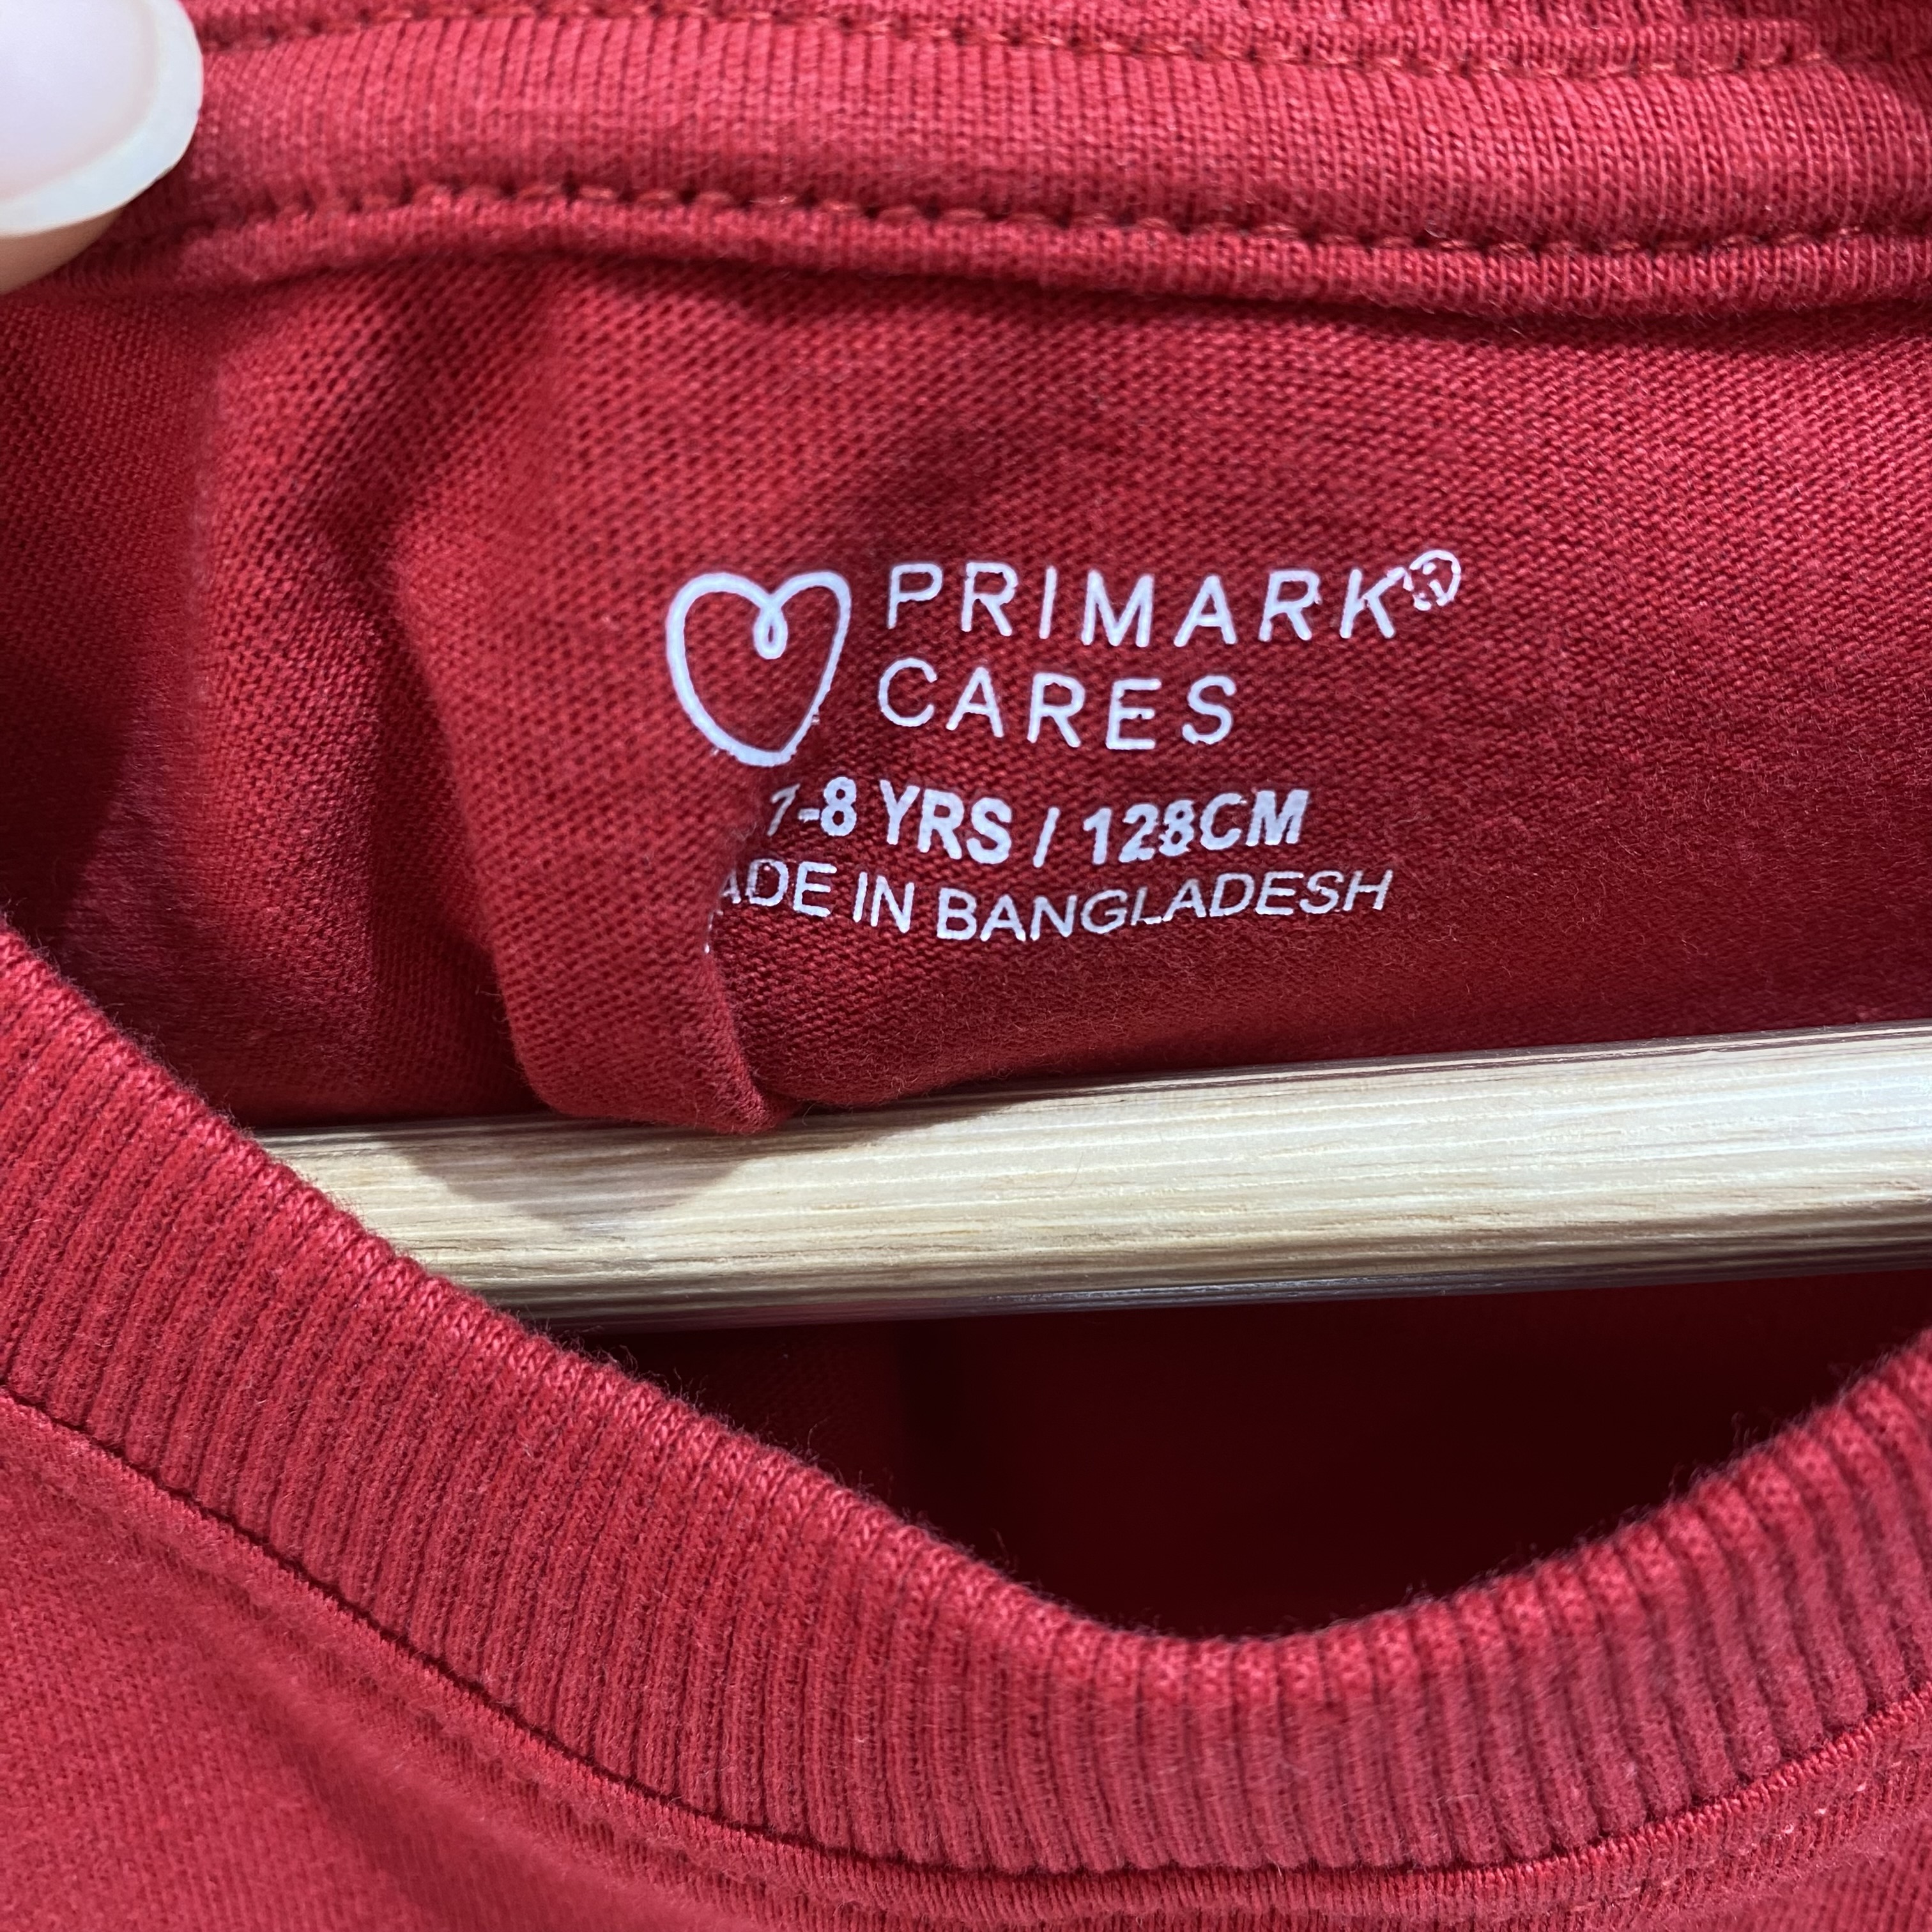 PRIMARK®
CARES
7-8 YRS / 128CM
ADE IN BANGLADESH